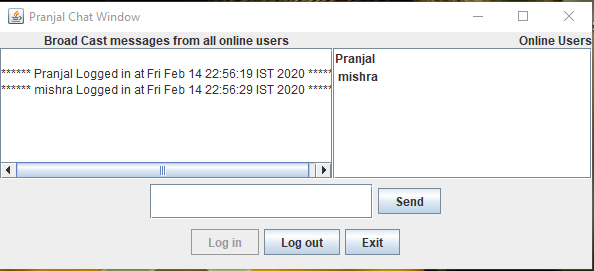 Pranjal Chat Window
Broad Cast messages from all online users
Online Users
****** Pranjal Logged in at Fri Feb 14 22:56:19 IST 2020 *****
****** mishra Logged in at Fri Feb 14 22:56:29 IST 2020 *****
Pranjal
mishra
Send
Log in
Log out
Exit